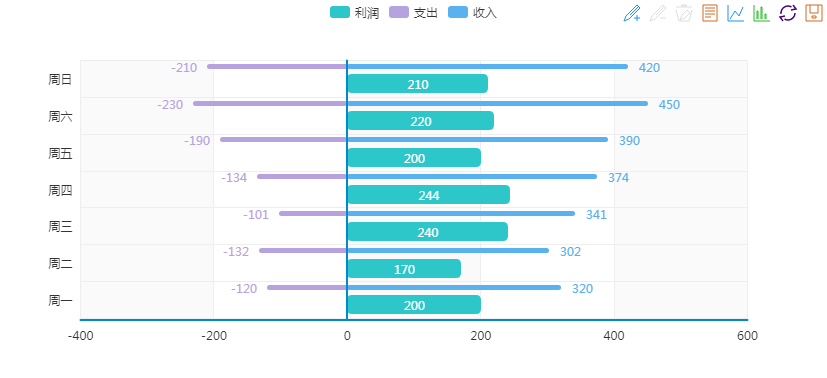 利润 支出 收入
周日 -210 420
210
周六 -230 450
220
周五 -190 390
200
周四 -134 374
244
周三 -101 341
240
周二 -132 302
170
周一 -120 320
200
-400 -200 0 200 400 600